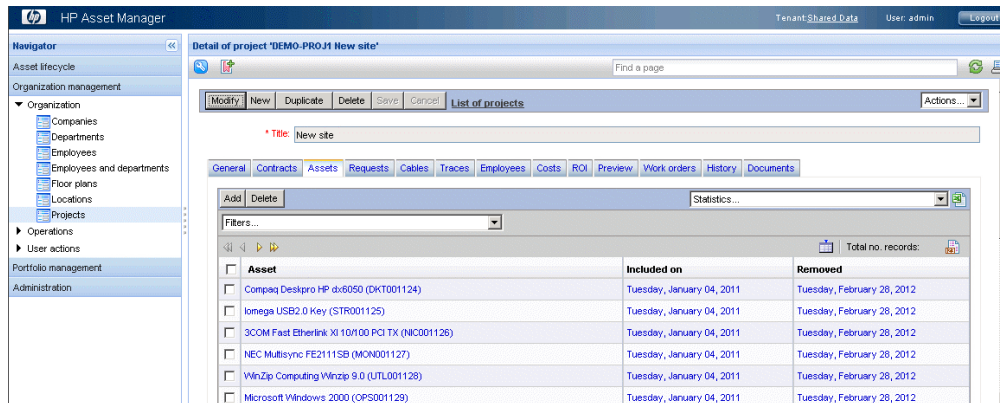 hp HP Asset Manager
Tenant:Shared Data User: admin Logout
Navigator
Asset lifecycle
Organization management
Organization
Companies
Departments
Employees
Employees and departments
Floor plans
Locations
Projects
Operations
User actions
Portfolio management
Administration
Detail of project 'DEMO-PROJ1 New site'
Find a page
Modify New Duplicate Delete Save Cancel List of projects Actions...
* Title: New site
General Contracts Assets Requests Cables Traces Employees Costs ROI Preview Work orders History Documents
Add Delete Statistics...
Filters...
Total no. records:
Asset Included on Removed
Compaq Deskpro HP dx6050 (DKT001124) Tuesday, January 04, 2011 Tuesday, February 28, 2012
Iomega USB2.0 Key (STR001125) Tuesday, January 04, 2011 Tuesday, February 28, 2012
3COM Fast Etherlink XI 10/100 PCI TX (NIC001126) Tuesday, January 04, 2011 Tuesday, February 28, 2012
NEC Multisync FE2111SB (MON001127) Tuesday, January 04, 2011 Tuesday, February 28, 2012
WinZip Computing Winzip 9.0 (UTL001128) Tuesday, January 04, 2011 Tuesday, February 28, 2012
Microsoft Windows 2000 (OPS001129) Tuesday, January 04, 2011 Tuesday, February 28, 2012